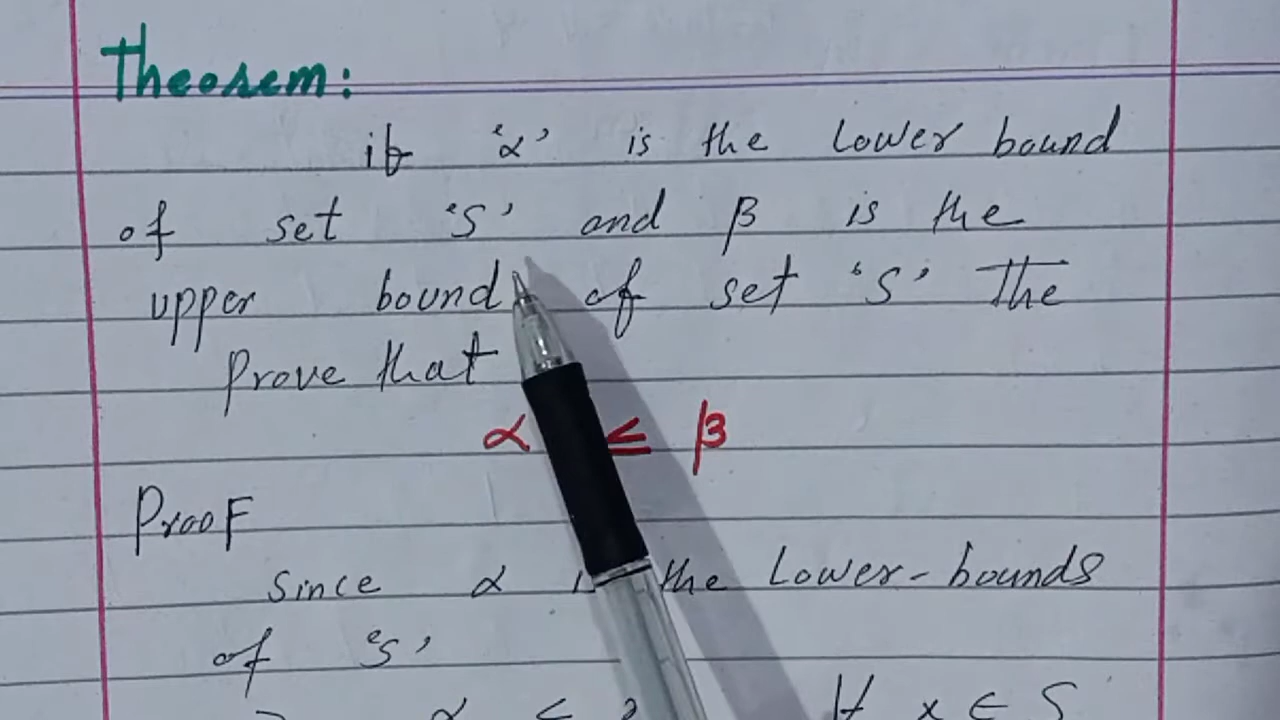 Theorem:
if 'α' is the Lower bound
of set 'S' and β is the
upper bound of set 'S' The
Prove that
α ≤ β
Proof
Since α the Lower-bounds
of 'S'
α ≤ ∀ x ∈ S